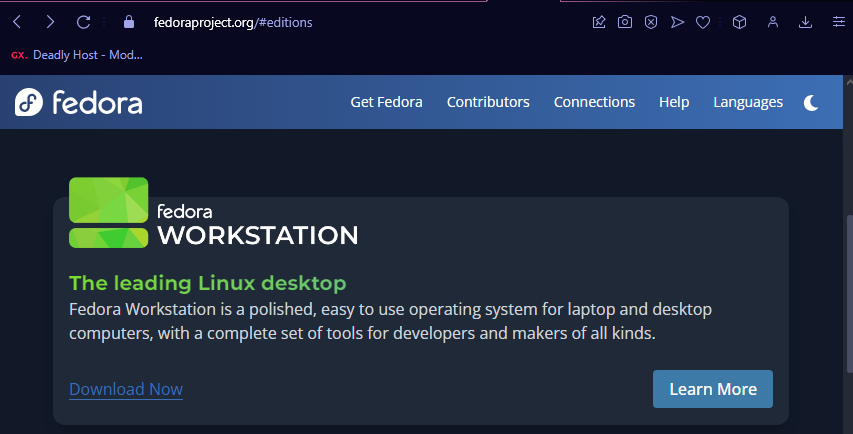 fedoraproject.org/#editions
GX. Deadly Host - Mod...
fedora Get Fedora Contributors Connections Help Languages
fedora
WORKSTATION
The leading Linux desktop
Fedora Workstation is a polished, easy to use operating system for laptop and desktop
computers, with a complete set of tools for developers and makers of all kinds.
Download Now Learn More